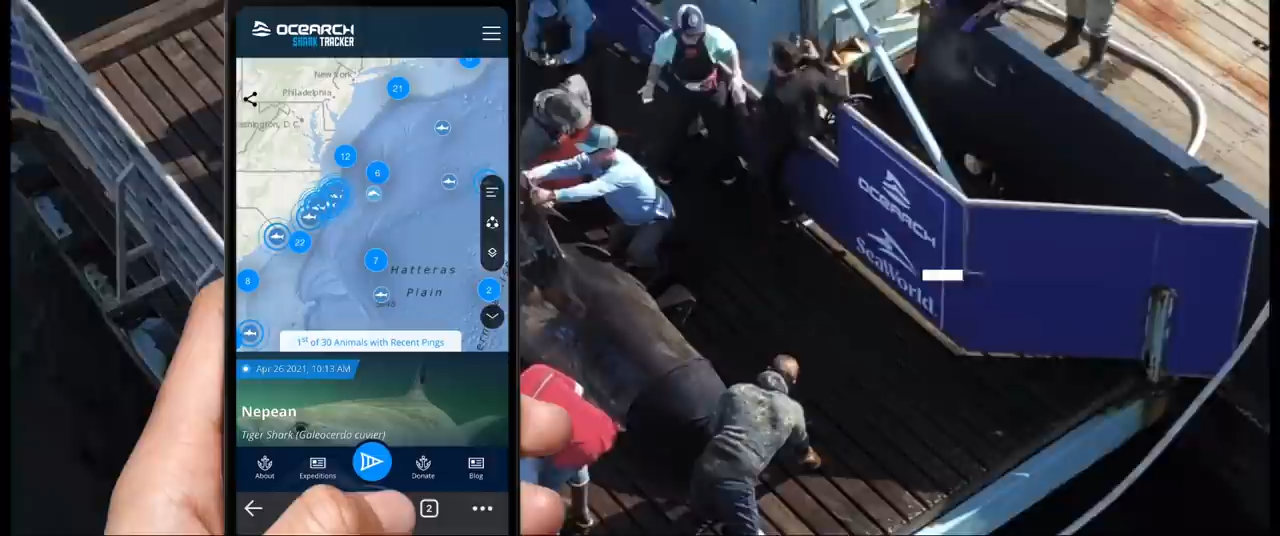 OCEARCH
SHARK TRACKER
New York
Philadelphia
ashington, D.C.
21
12
6
22
7
8
2
Hatteras
Plain
1st of 30 Animals with Recent Pings
Apr 26 2021, 10:13 AM
Nepean
Tiger Shark (Galeocerdo cuvier)
About
Expeditions
Donate
Blog
2
OCEARCH
SeaWorld